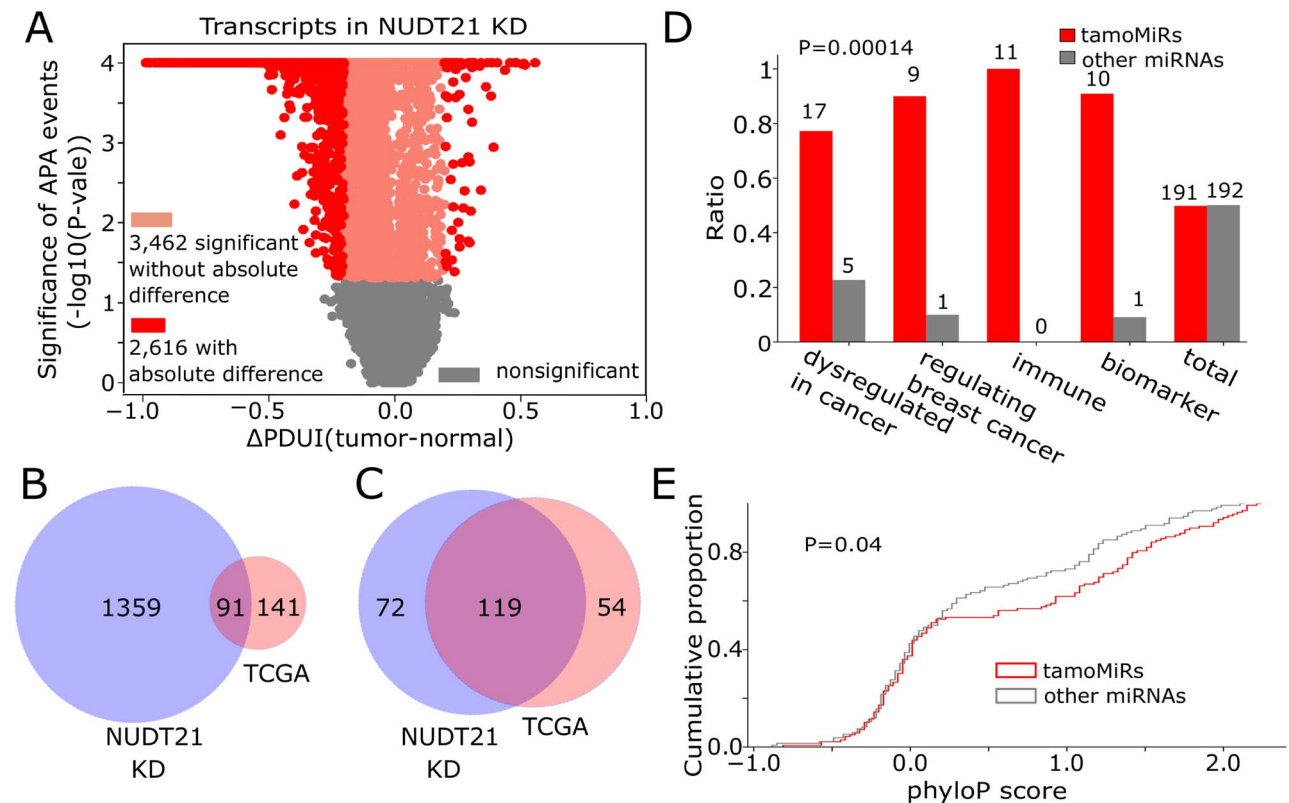 A
Transcripts in NUDT21 KD
Significance of APA events
(-log10(P-vale))
4
3
2
1
0
3,462 significant
without absolute
difference
2,616 with
absolute difference
nonsignificant
−1.0
−0.5
0.0
0.5
1.0
ΔPDUI(tumor-normal)
D
P=0.00014
tamoMiRs
other miRNAs
Ratio
1
0.8
0.6
0.4
0.2
0
17
5
9
1
11
0
10
1
191
192
dysregulated
in cancer
regulating
breast cancer
immune
biomarker
total
B
1359
91
141
TCGA
NUDT21
KD
C
72
119
54
TCGA
NUDT21
KD
E
Cumulative proportion
0.8
0.4
0.0
P=0.04
tamoMiRs
other miRNAs
−1.0
0.0
1.0
2.0
phyloP score